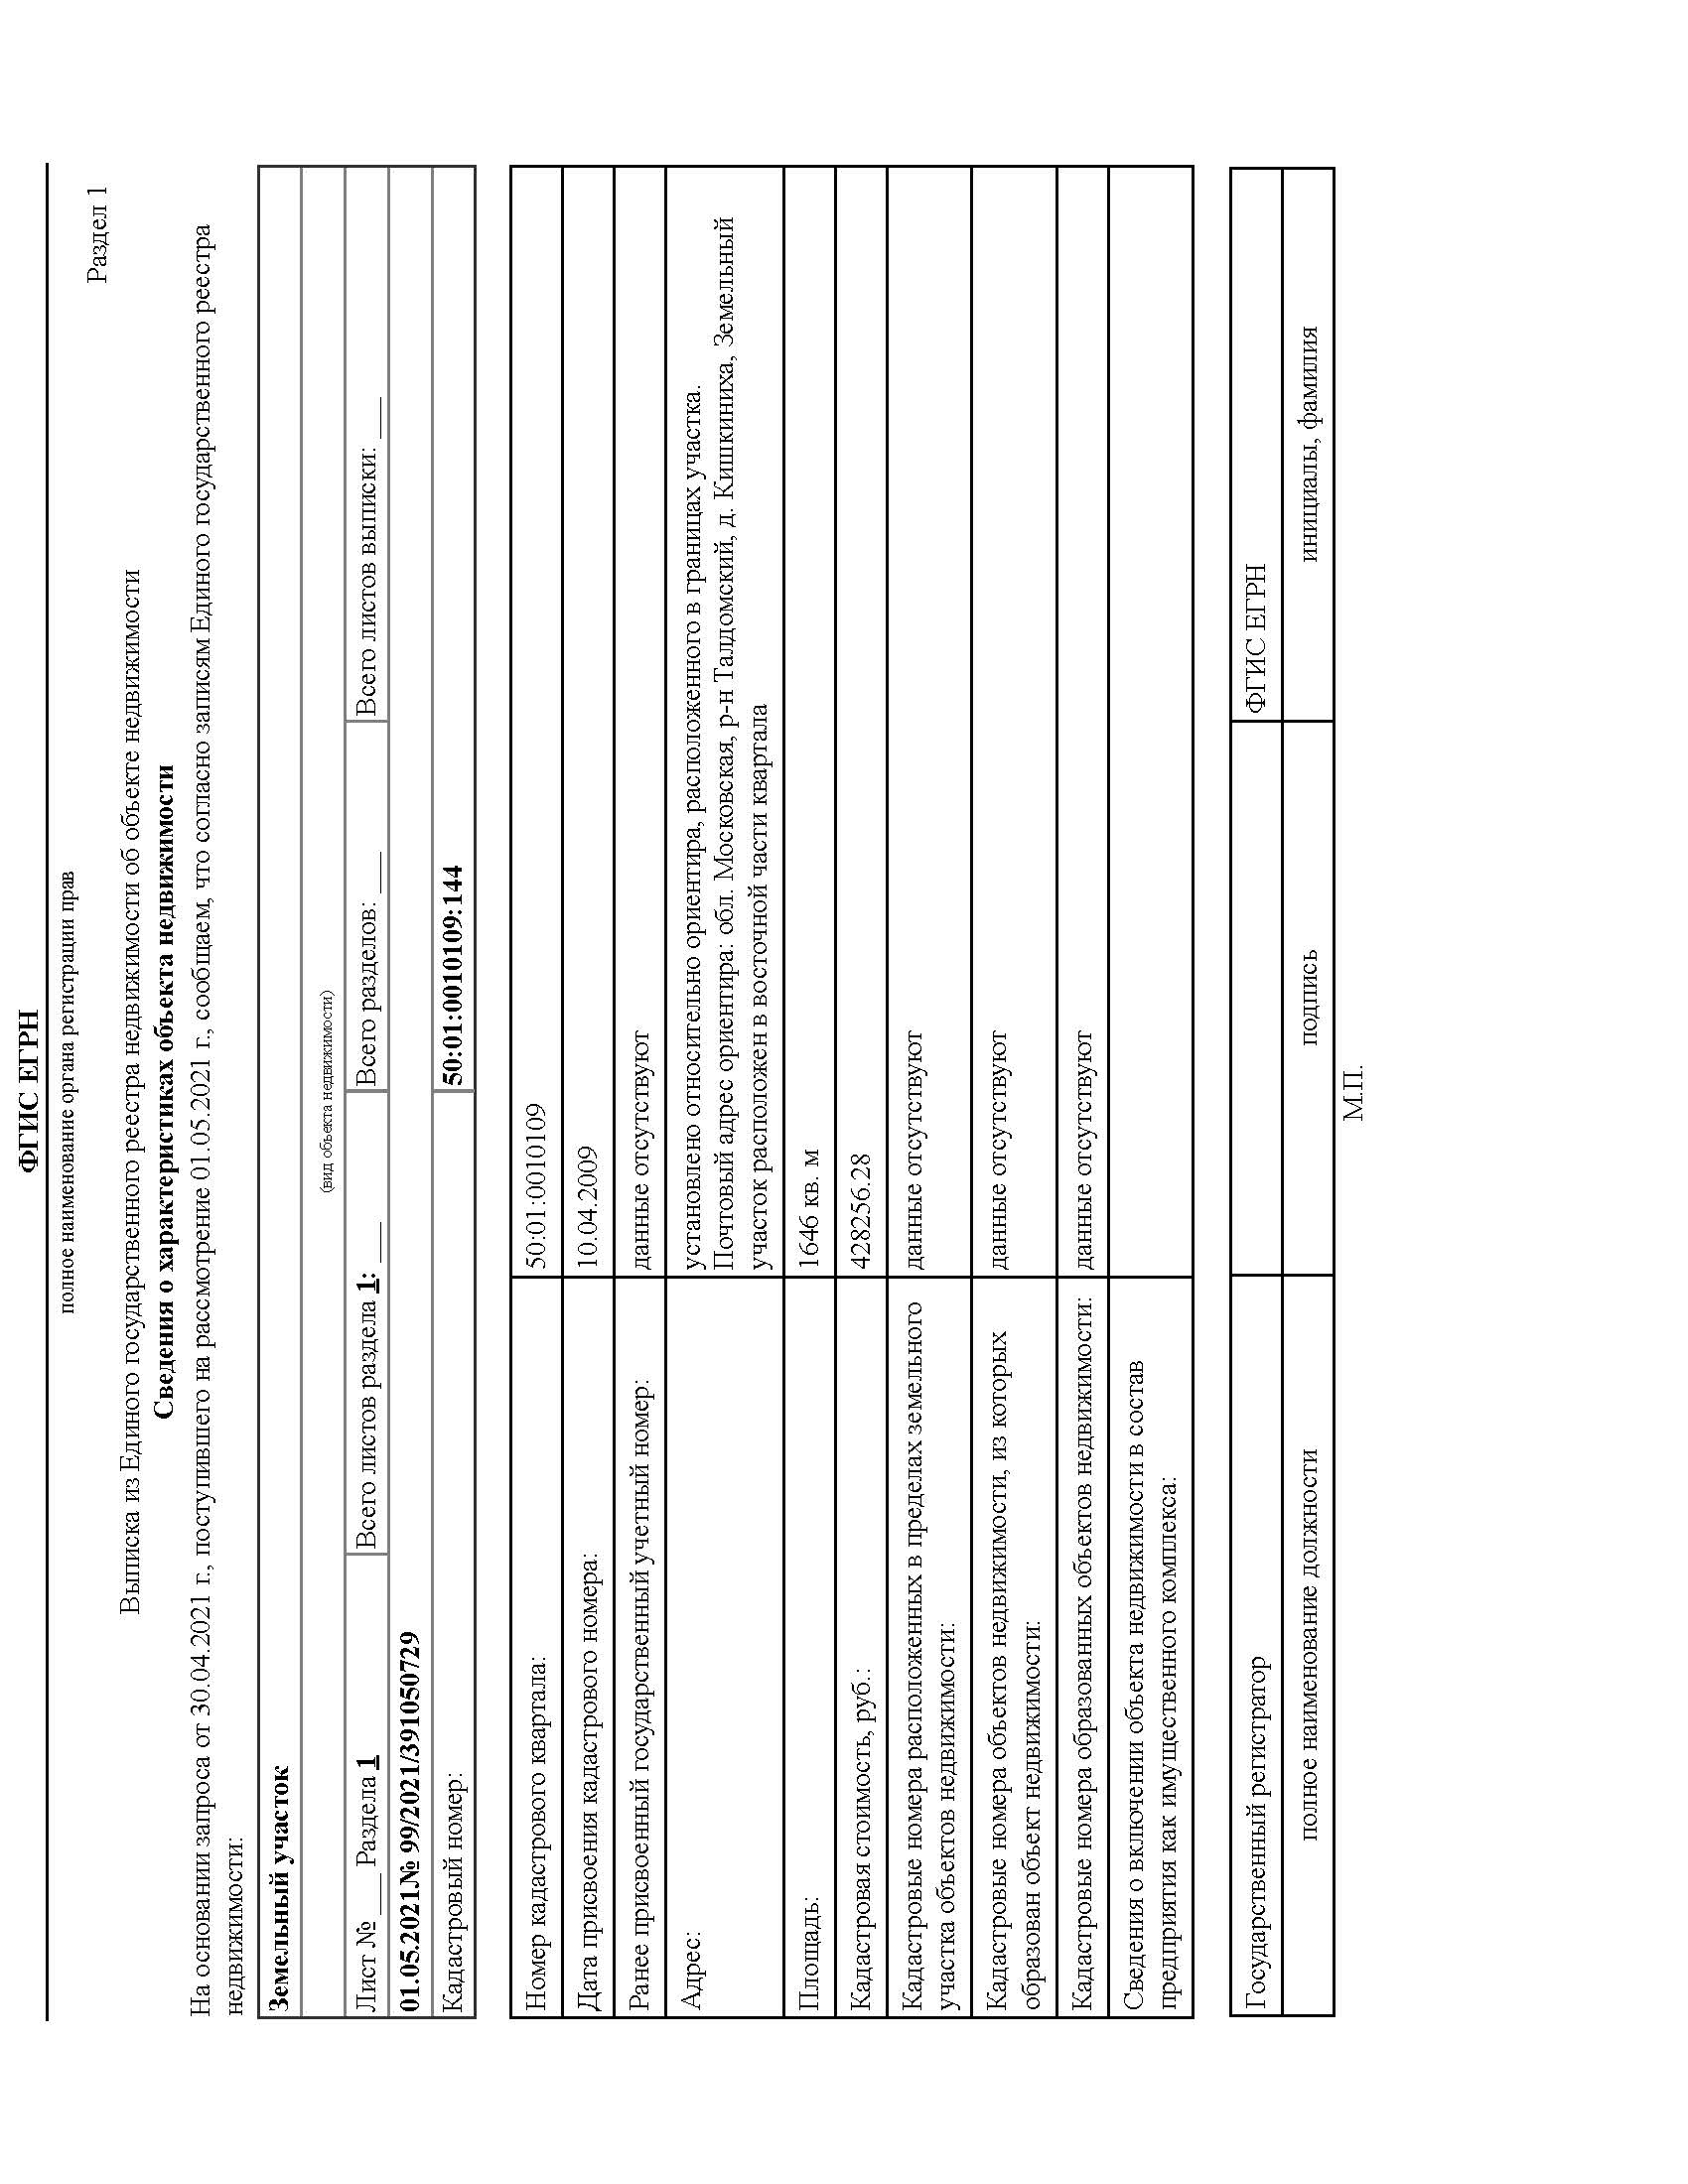 ФГИС ЕГРН
полное наименование органа регистрации прав
Раздел 1
Выписка из Единого государственного реестра недвижимости об объекте недвижимости
Сведения о характеристиках объекта недвижимости
На основании запроса от 30.04.2021 г., поступившего на рассмотрение 01.05.2021 г., сообщаем, что согласно записям Единого государственного реестра
недвижимости:
Земельный участок
(вид объекта недвижимости)
Лист № ___ Раздела 1 Всего листов раздела 1: ___ Всего разделов: ___ Всего листов выписки: ___
01.05.2021№ 99/2021/391050729
Кадастровый номер: 50:01:0010109:144
Номер кадастрового квартала: 50:01:0010109
Дата присвоения кадастрового номера: 10.04.2009
Ранее присвоенный государственный учетный номер: данные отсутствуют
Адрес: установлено относительно ориентира, расположенного в границах участка.
Почтовый адрес ориентира: обл. Московская, р-н Талдомский, д. Кишкиниха, Земельный
участок расположен в восточной части квартала
Площадь: 1646 кв. м
Кадастровая стоимость, руб.: 428256.28
Кадастровые номера расположенных в пределах земельного
участка объектов недвижимости: данные отсутствуют
Кадастровые номера объектов недвижимости, из которых
образован объект недвижимости: данные отсутствуют
Кадастровые номера образованных объектов недвижимости: данные отсутствуют
Сведения о включении объекта недвижимости в состав
предприятия как имущественного комплекса:
Государственный регистратор ФГИС ЕГРН
полное наименование должности подпись инициалы, фамилия
М.П.